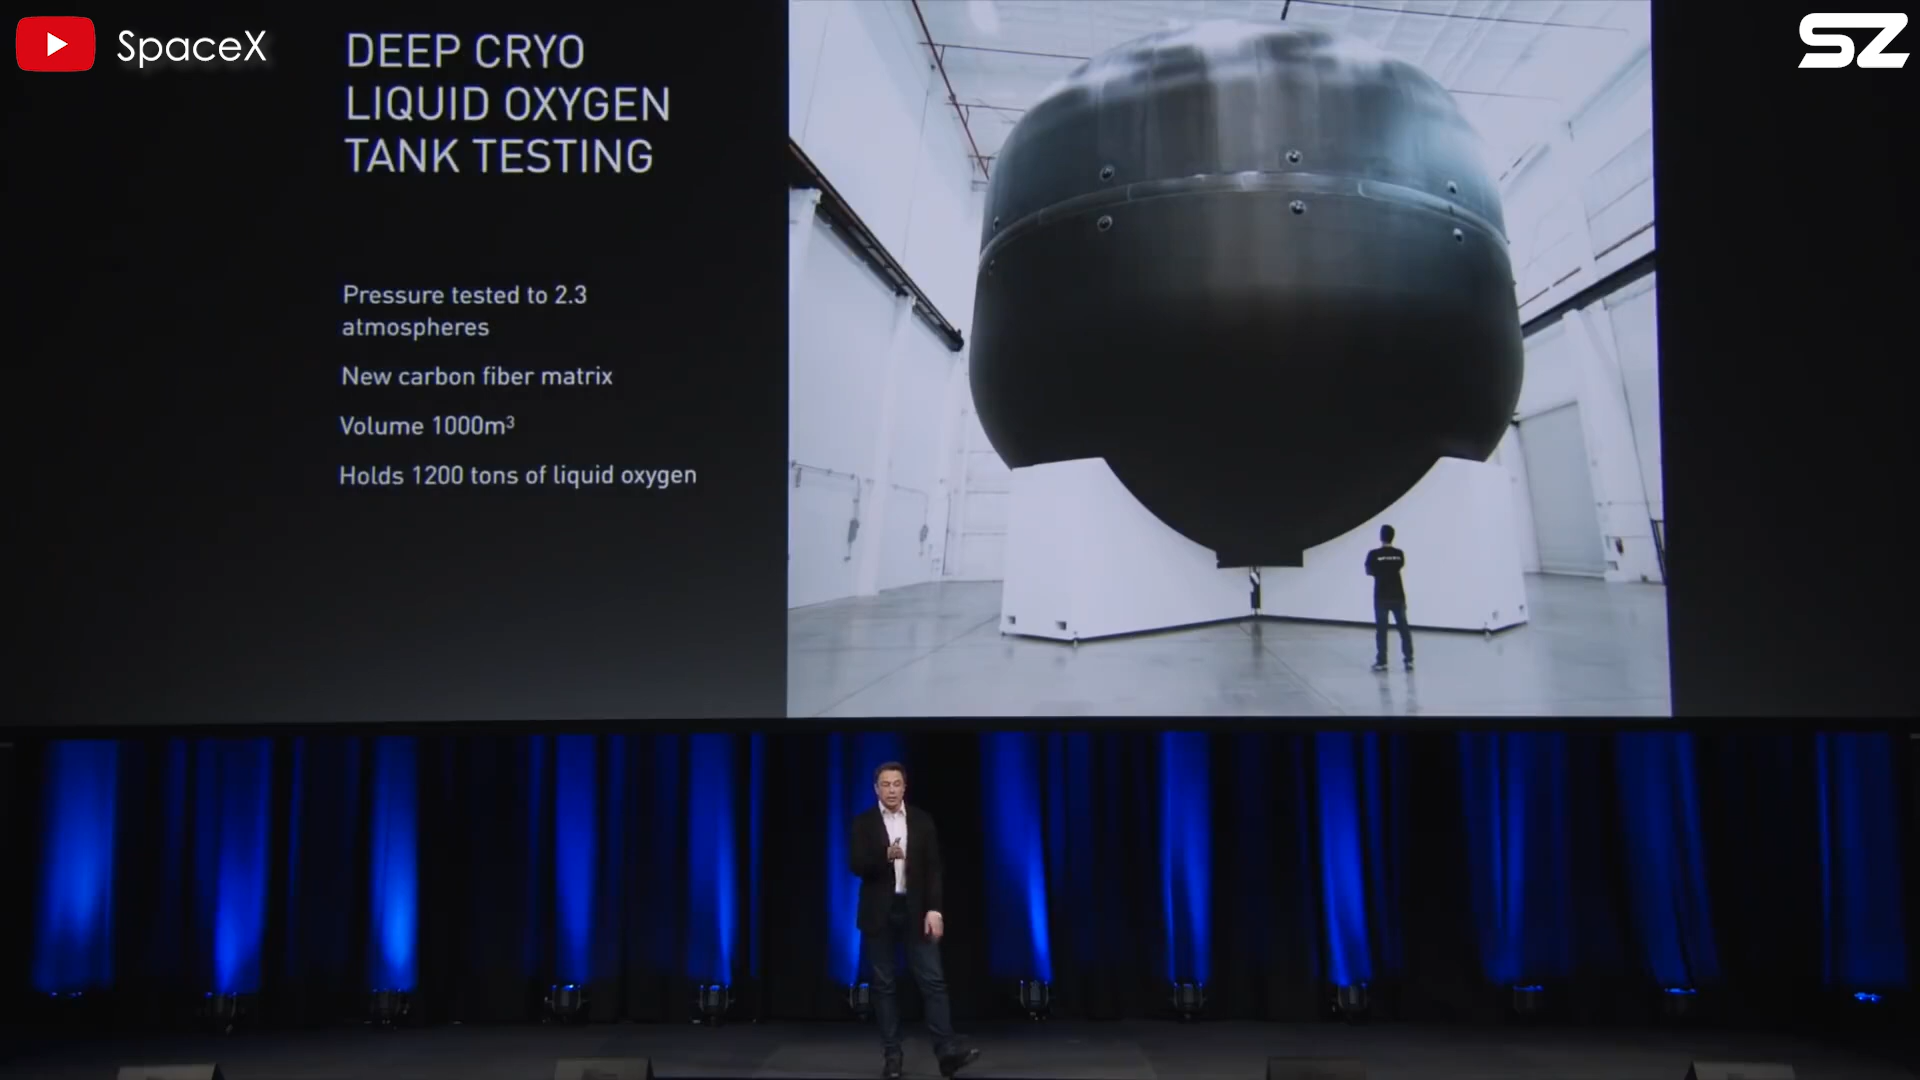 SpaceX
SZ
DEEP CRYO
LIQUID OXYGEN
TANK TESTING
Pressure tested to 2.3
atmospheres
New carbon fiber matrix
Volume 1000m³
Holds 1200 tons of liquid oxygen